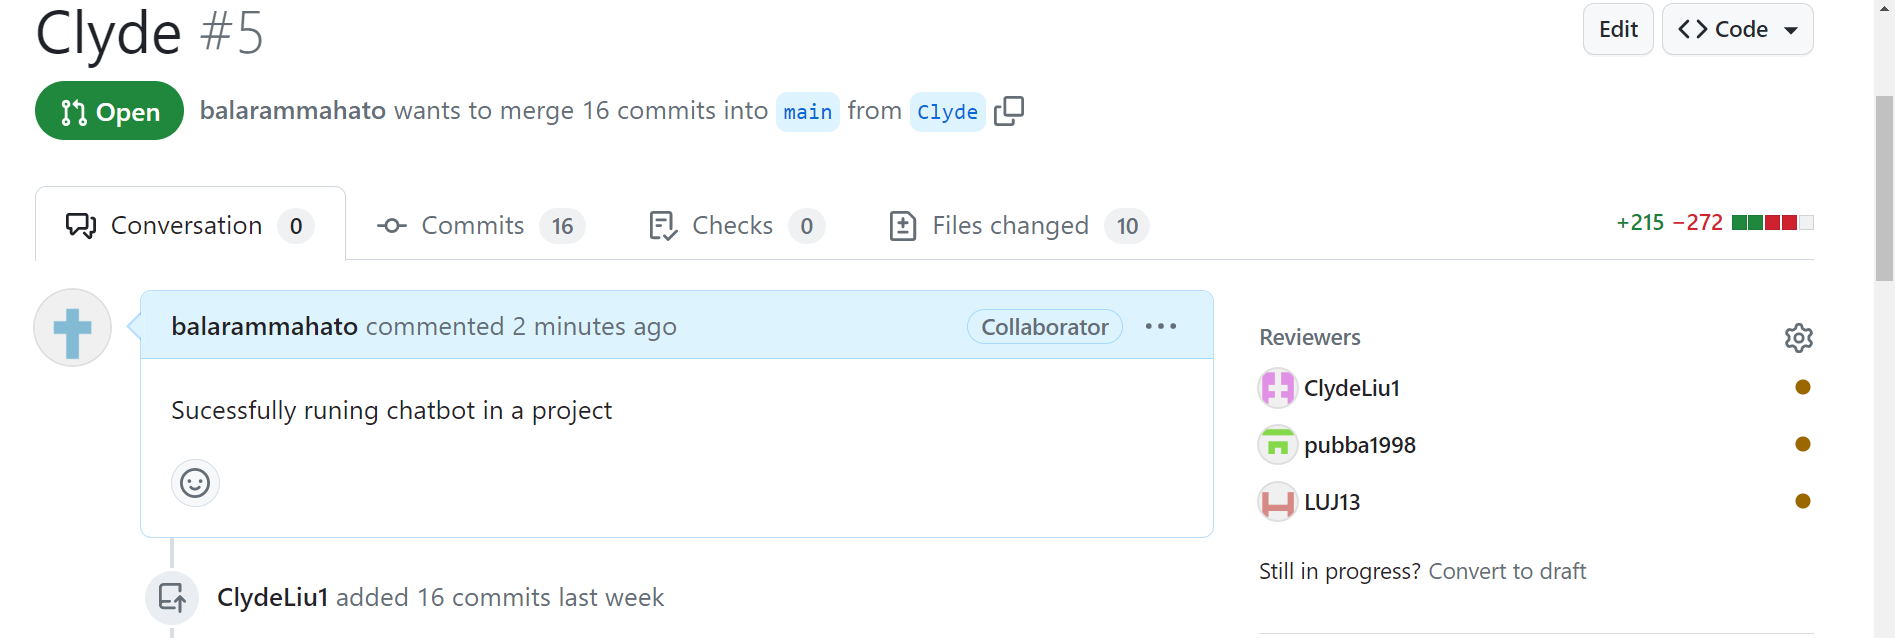 Clyde #5
Edit
Code
Open
balarammahato wants to merge 16 commits into main from Clyde
Conversation 0
Commits 16
Checks 0
Files changed 10
+215 −272
balarammahato commented 2 minutes ago
Collaborator
Sucessfully runing chatbot in a project
ClydeLiu1 added 16 commits last week
Reviewers
ClydeLiu1
pubba1998
LUJ13
Still in progress? Convert to draft